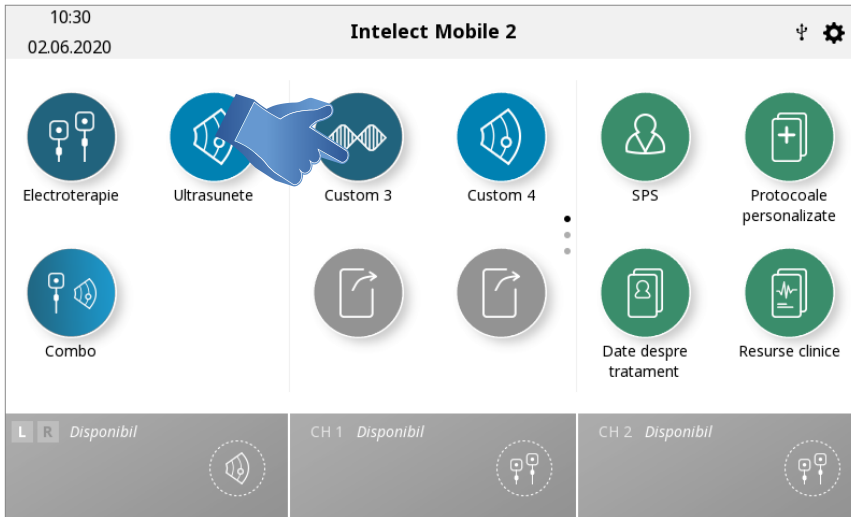 10:30
02.06.2020
Intelect Mobile 2
Electroterapie
Ultrasunete
Custom 3
Custom 4
SPS
Protocoale
personalizate
Combo
Date despre
tratament
Resurse clinice
L R Disponibil
CH 1 Disponibil
CH 2 Disponibil